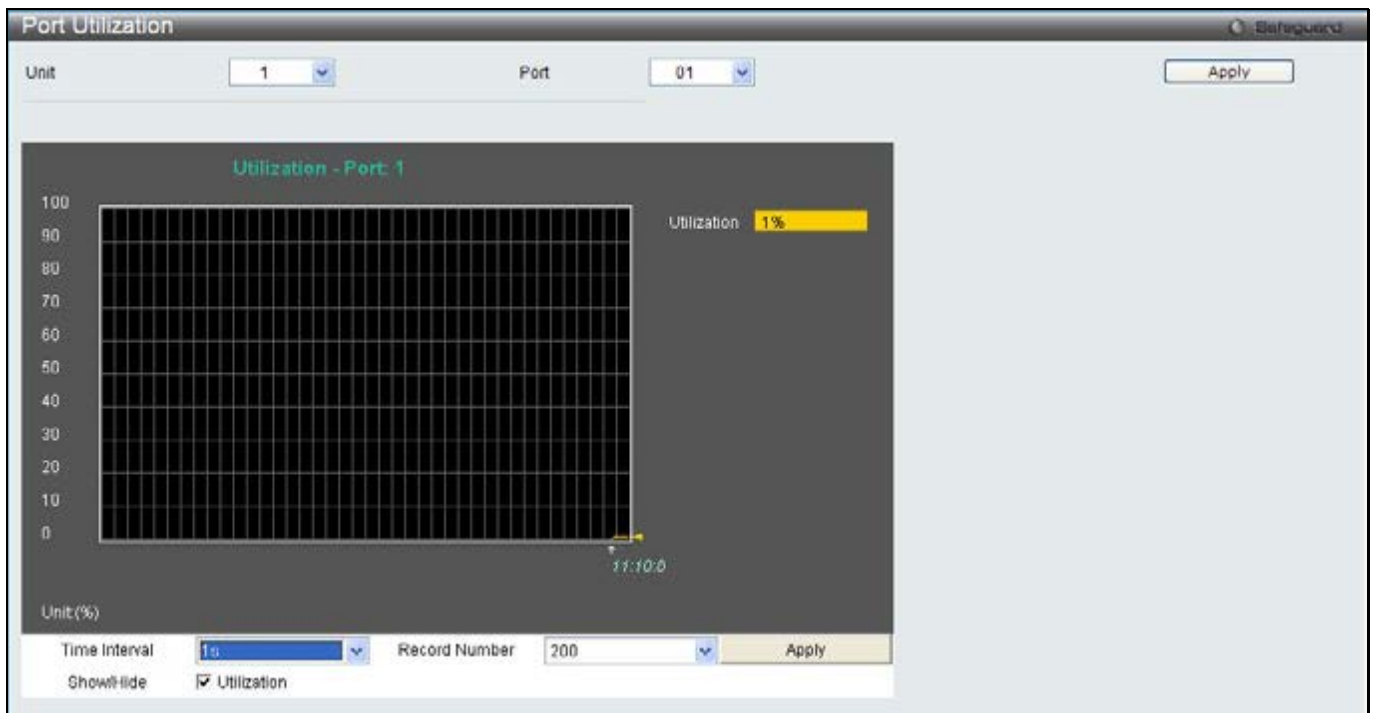 Port Utilization
Safeguard
Unit 1 Port 01 Apply
Utilization - Port: 1
100
90
80
70
60
50
40
30
20
10
0
Utilization 1%
11:10:0
Unit:(%)
Time Interval 1s Record Number 200 Apply
Show/Hide Utilization